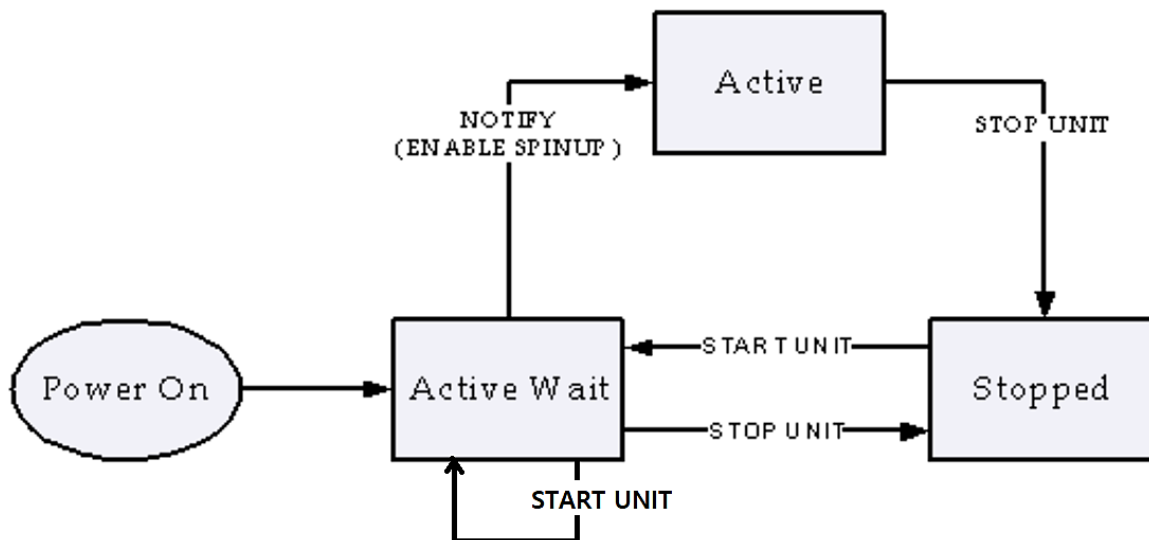 Active
NOTIFY
(ENABLE SPINUP)
STOP UNIT
START UNIT
Power On
Active Wait
Stopped
STOP UNIT
START UNIT